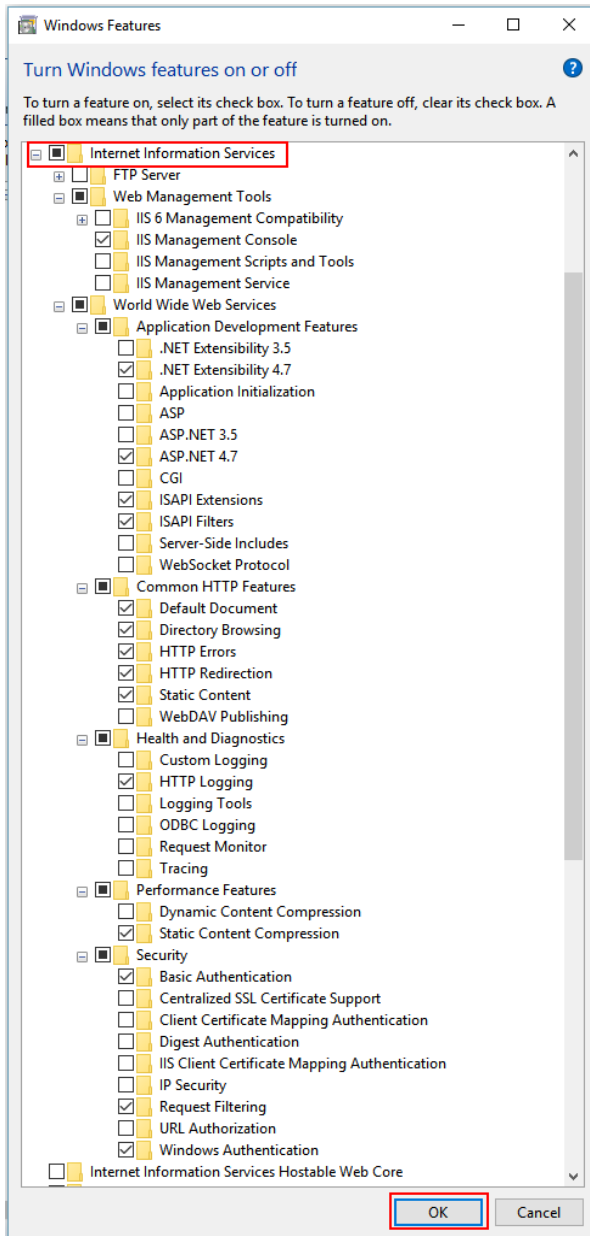 Windows Features
Turn Windows features on or off
To turn a feature on, select its check box. To turn a feature off, clear its check box. A
filled box means that only part of the feature is turned on.
Internet Information Services
FTP Server
Web Management Tools
IIS 6 Management Compatibility
IIS Management Console
IIS Management Scripts and Tools
IIS Management Service
World Wide Web Services
Application Development Features
.NET Extensibility 3.5
.NET Extensibility 4.7
Application Initialization
ASP
ASP.NET 3.5
ASP.NET 4.7
CGI
ISAPI Extensions
ISAPI Filters
Server-Side Includes
WebSocket Protocol
Common HTTP Features
Default Document
Directory Browsing
HTTP Errors
HTTP Redirection
Static Content
WebDAV Publishing
Health and Diagnostics
Custom Logging
HTTP Logging
Logging Tools
ODBC Logging
Request Monitor
Tracing
Performance Features
Dynamic Content Compression
Static Content Compression
Security
Basic Authentication
Centralized SSL Certificate Support
Client Certificate Mapping Authentication
Digest Authentication
IIS Client Certificate Mapping Authentication
IP Security
Request Filtering
URL Authorization
Windows Authentication
Internet Information Services Hostable Web Core
OK Cancel